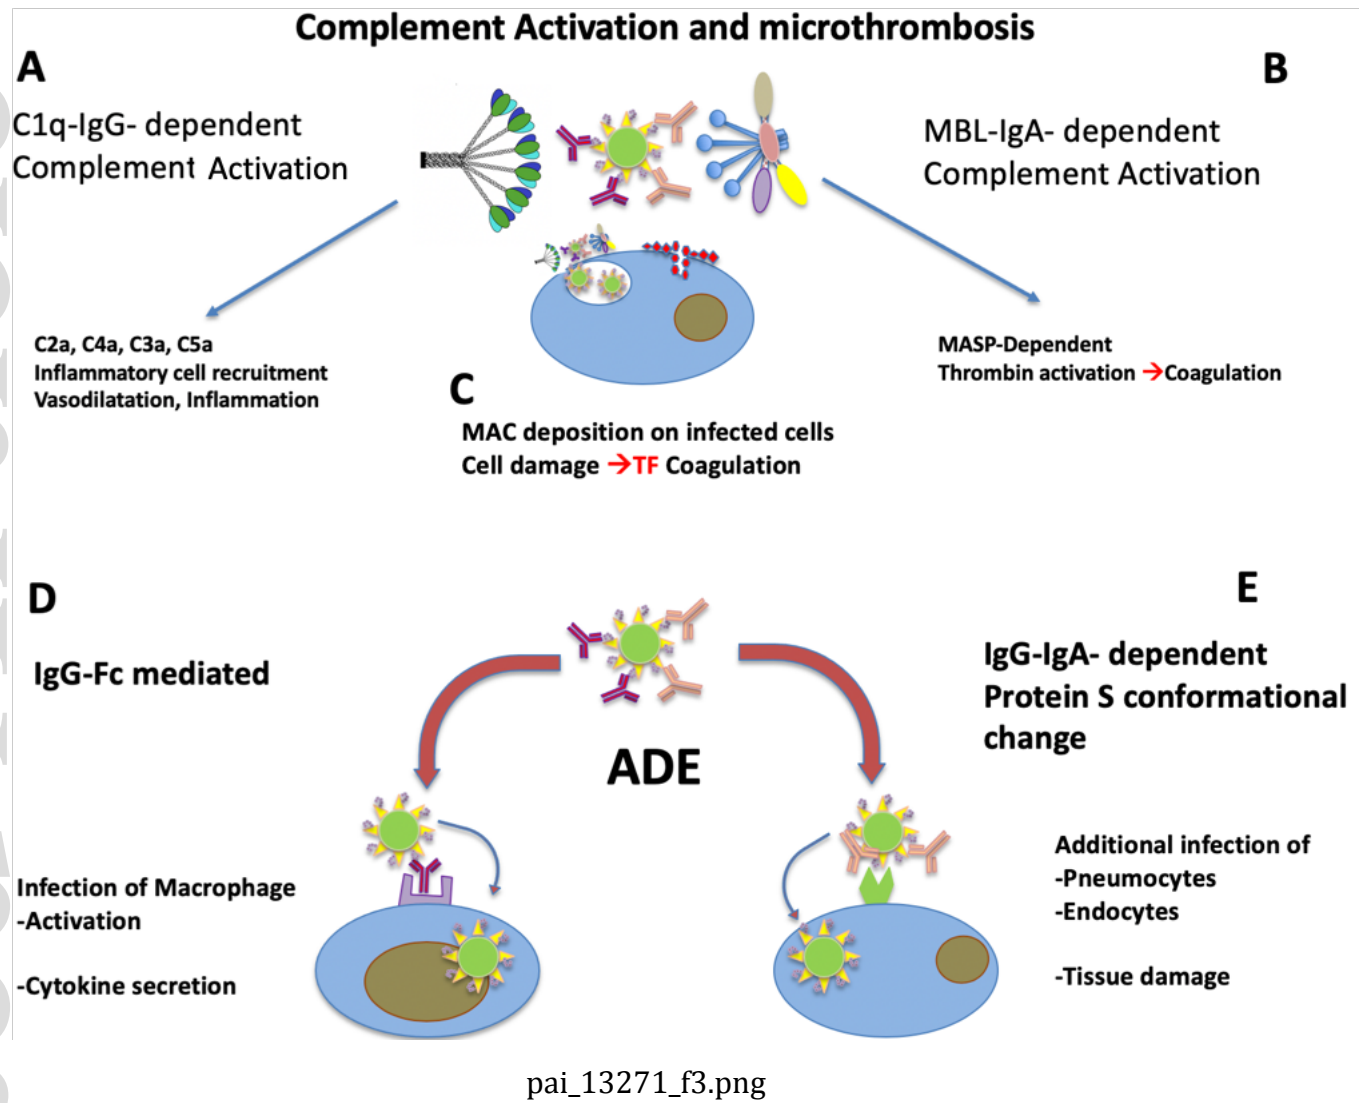 Complement Activation and microthrombosis
A
B
C1q-IgG- dependent
Complement Activation
MBL-IgA- dependent
Complement Activation
C2a, C4a, C3a, C5a
Inflammatory cell recruitment
Vasodilatation, Inflammation
MASP-Dependent
Thrombin activation →Coagulation
C
MAC deposition on infected cells
Cell damage →TF Coagulation
D
E
IgG-Fc mediated
IgG-IgA- dependent
Protein S conformational
change
ADE
Infection of Macrophage
-Activation
-Cytokine secretion
Additional infection of
-Pneumocytes
-Endocytes
-Tissue damage
pai_13271_f3.png